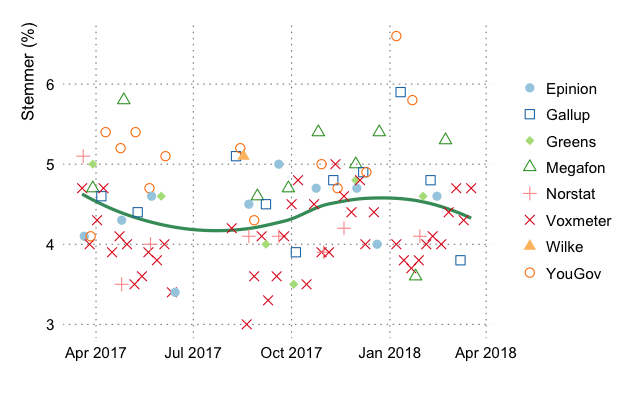 Stemmer (%)
6
5
4
3
Apr 2017
Jul 2017
Oct 2017
Jan 2018
Apr 2018
Epinion
Gallup
Greens
Megafon
Norstat
Voxmeter
Wilke
YouGov